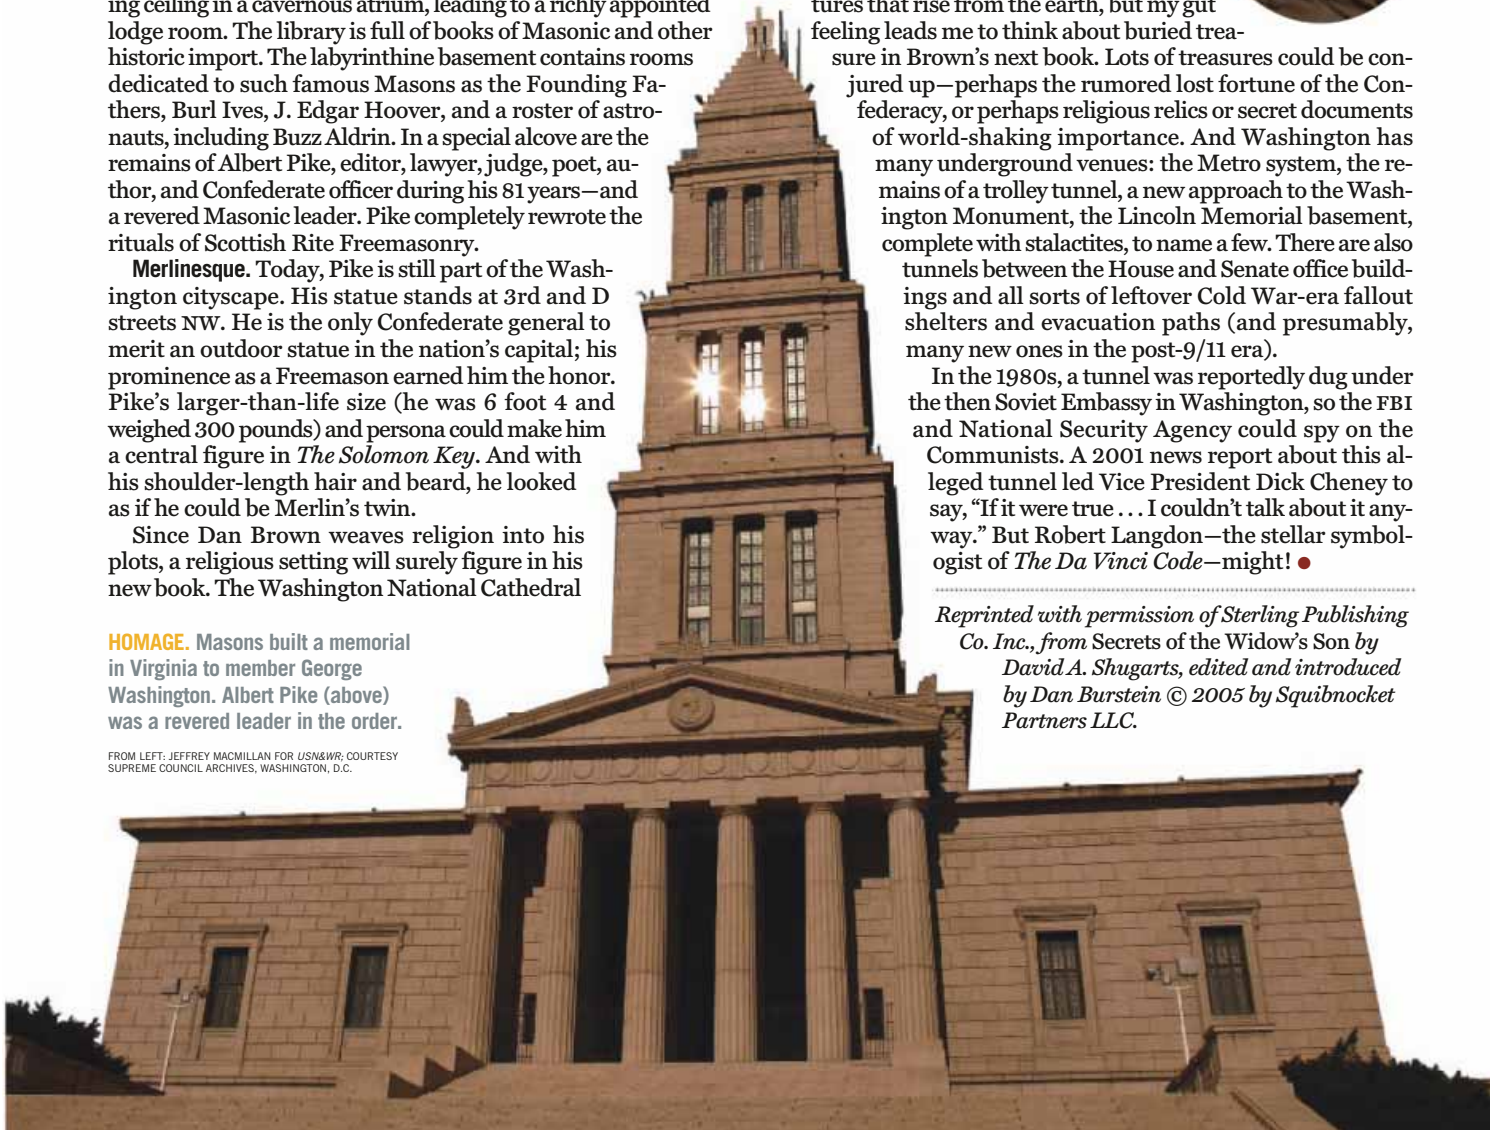 ing ceiling in a cavernous atrium, leading to a richly appointed
lodge room. The library is full of books of Masonic and other
historic import. The labyrinthine basement contains rooms
dedicated to such famous Masons as the Founding Fa-
thers, Burl Ives, J. Edgar Hoover, and a roster of astro-
nauts, including Buzz Aldrin. In a special alcove are the
remains of Albert Pike, editor, lawyer, judge, poet, au-
thor, and Confederate officer during his 81 years—and
a revered Masonic leader. Pike completely rewrote the
rituals of Scottish Rite Freemasonry.
Merlinesque. Today, Pike is still part of the Wash-
ington cityscape. His statue stands at 3rd and D
streets NW. He is the only Confederate general to
merit an outdoor statue in the nation’s capital; his
prominence as a Freemason earned him the honor.
Pike’s larger-than-life size (he was 6 foot 4 and
weighed 300 pounds) and persona could make him
a central figure in The Solomon Key. And with
his shoulder-length hair and beard, he looked
as if he could be Merlin’s twin.
Since Dan Brown weaves religion into his
plots, a religious setting will surely figure in his
new book. The Washington National Cathedral
HOMAGE. Masons built a memorial
in Virginia to member George
Washington. Albert Pike (above)
was a revered leader in the order.
FROM LEFT: JEFFREY MACMILLAN FOR USN&WR; COURTESY
SUPREME COUNCIL ARCHIVES, WASHINGTON, D.C.
tures that rise from the earth, but my gut
feeling leads me to think about buried trea-
sure in Brown’s next book. Lots of treasures could be con-
jured up—perhaps the rumored lost fortune of the Con-
federacy, or perhaps religious relics or secret documents
of world-shaking importance. And Washington has
many underground venues: the Metro system, the re-
mains of a trolley tunnel, a new approach to the Wash-
ington Monument, the Lincoln Memorial basement,
complete with stalactites, to name a few. There are also
tunnels between the House and Senate office build-
ings and all sorts of leftover Cold War-era fallout
shelters and evacuation paths (and presumably,
many new ones in the post-9/11 era).
In the 1980s, a tunnel was reportedly dug under
the then Soviet Embassy in Washington, so the FBI
and National Security Agency could spy on the
Communists. A 2001 news report about this al-
leged tunnel led Vice President Dick Cheney to
say, “If it were true . . . I couldn’t talk about it any-
way.” But Robert Langdon—the stellar symbol-
ogist of The Da Vinci Code—might!
Reprinted with permission of Sterling Publishing
Co. Inc., from Secrets of the Widow’s Son by
David A. Shugarts, edited and introduced
by Dan Burstein © 2005 by Squibnocket
Partners LLC.